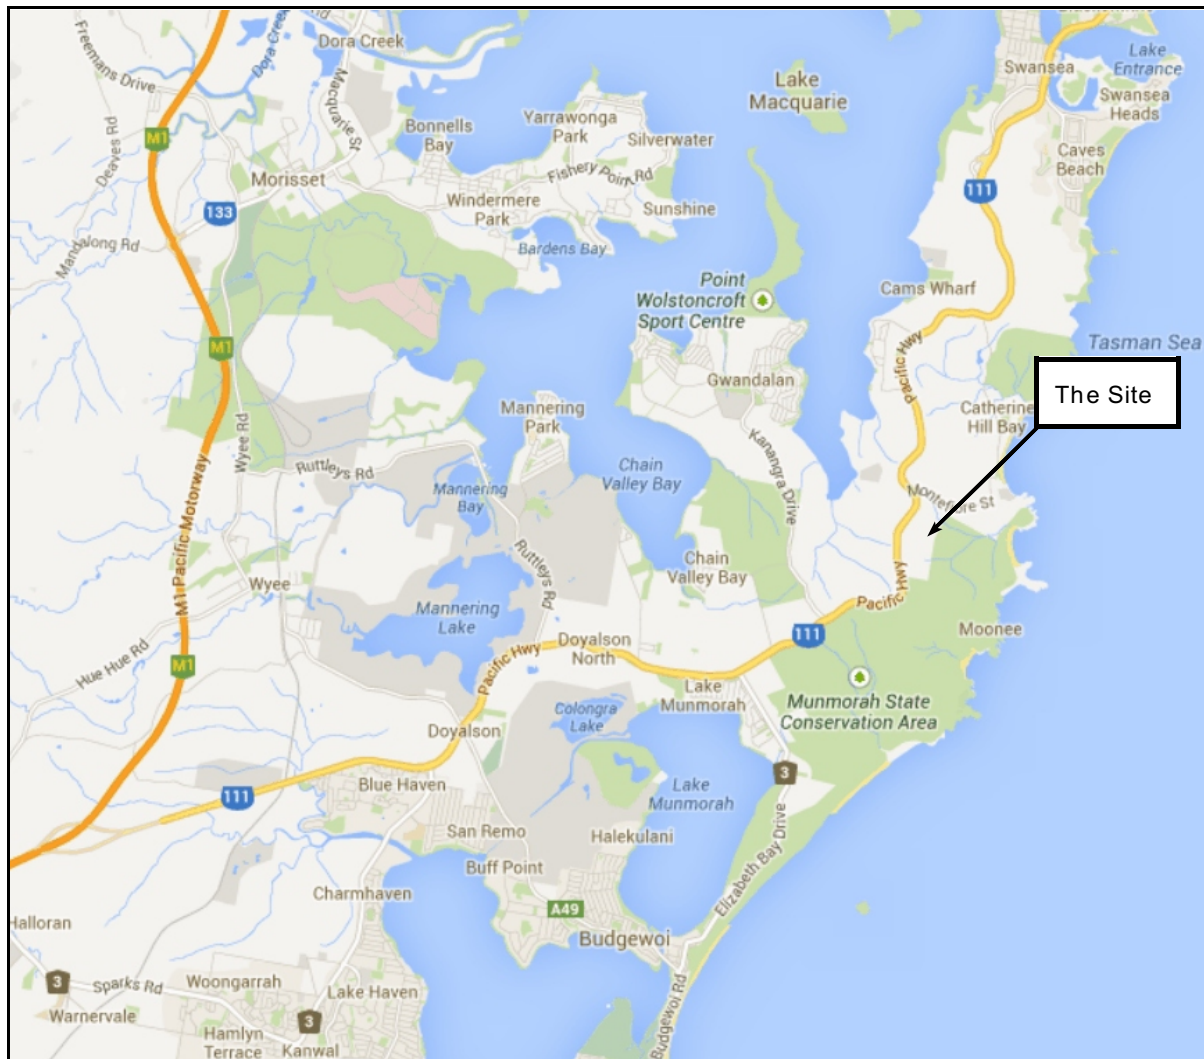 Dora Creek
Freemans Drive
Dora Creek
Macquarie St
Rd
Lake
Macquarie
Swansea
Lake
Entrance
Swansea
Heads
Caves
Beach
Deaves Rd
M1
Bonnells
Bay
Yarrawonga
Park
Silverwater
Morisset
Fishery Point Rd
Windermere
Park
Sunshine
111
133
Mandalong Rd
Bardens Bay
Point
Wolstoncroft
Sport Centre
Cams Wharf
M1
Pacific Hwy
Tasman Sea
Gwandalan
The Site
Mannering
Park
Catherine
Hill Bay
Wyee Rd
Kanangra Drive
Ruttleys Rd
Chain
Valley Bay
Mannering
Bay
Montefiore St
M1 Pacific Motorway
Ruttleys Rd
Chain
Valley Bay
Wyee
Pacific Hwy
Mannering
Lake
111
Moonee
Doyalson
North
Hue Hue Rd
M1
Pacific Hwy
Lake
Munmorah
Munmorah State
Conservation Area
Colongra
Lake
Doyalson
3
111
Blue Haven
Lake
Munmorah
San Remo
Halekulani
Elizabeth Bay Drive
Buff Point
Charmhaven
A49
Halloran
Budgewoi
3
Sparks Rd
Woongarrah
Lake Haven
Budgewoi Rd
Warnervale
3
Hamlyn
Terrace
Kanwal